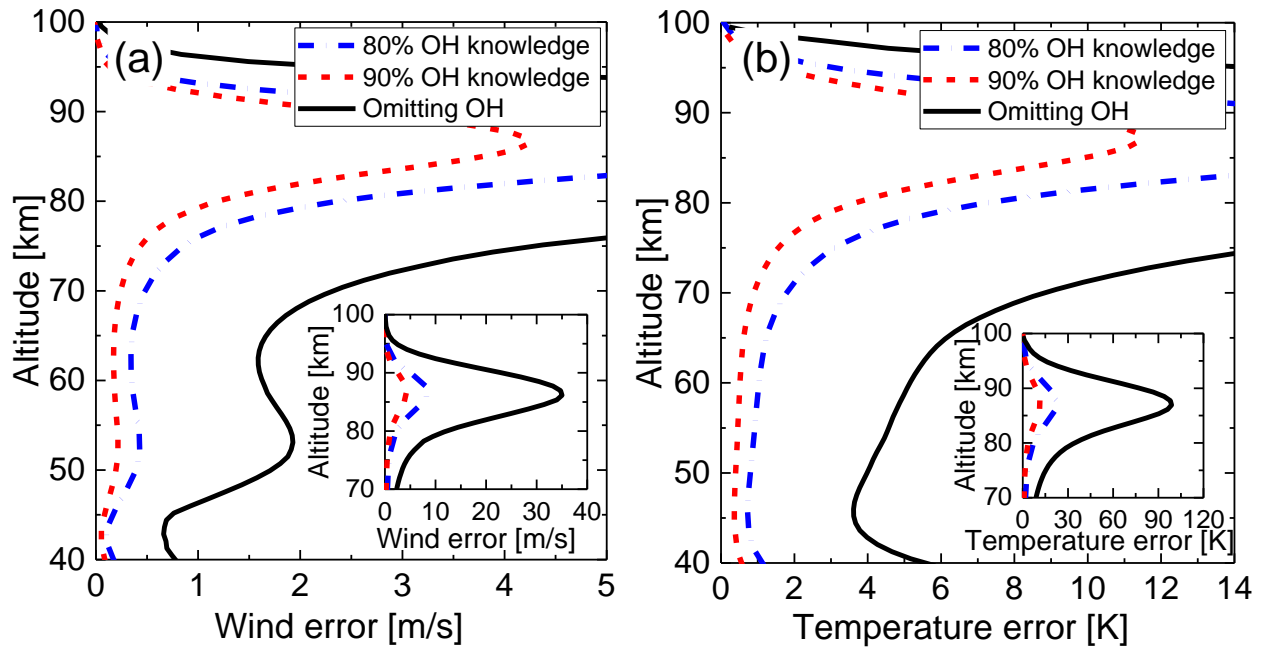 (a)
80% OH knowledge
90% OH knowledge
Omitting OH
100
90
80
70
60
50
40
Altitude [km]
0 1 2 3 4 5
Wind error [m/s]
100
90
80
70
Altitude [km]
0 10 20 30 40
Wind error [m/s]
(b)
80% OH knowledge
90% OH knowledge
Omitting OH
100
90
80
70
60
50
40
Altitude [km]
0 2 4 6 8 10 12 14
Temperature error [K]
100
90
80
70
Altitude [km]
0 30 60 90 120
Temperature error [K]